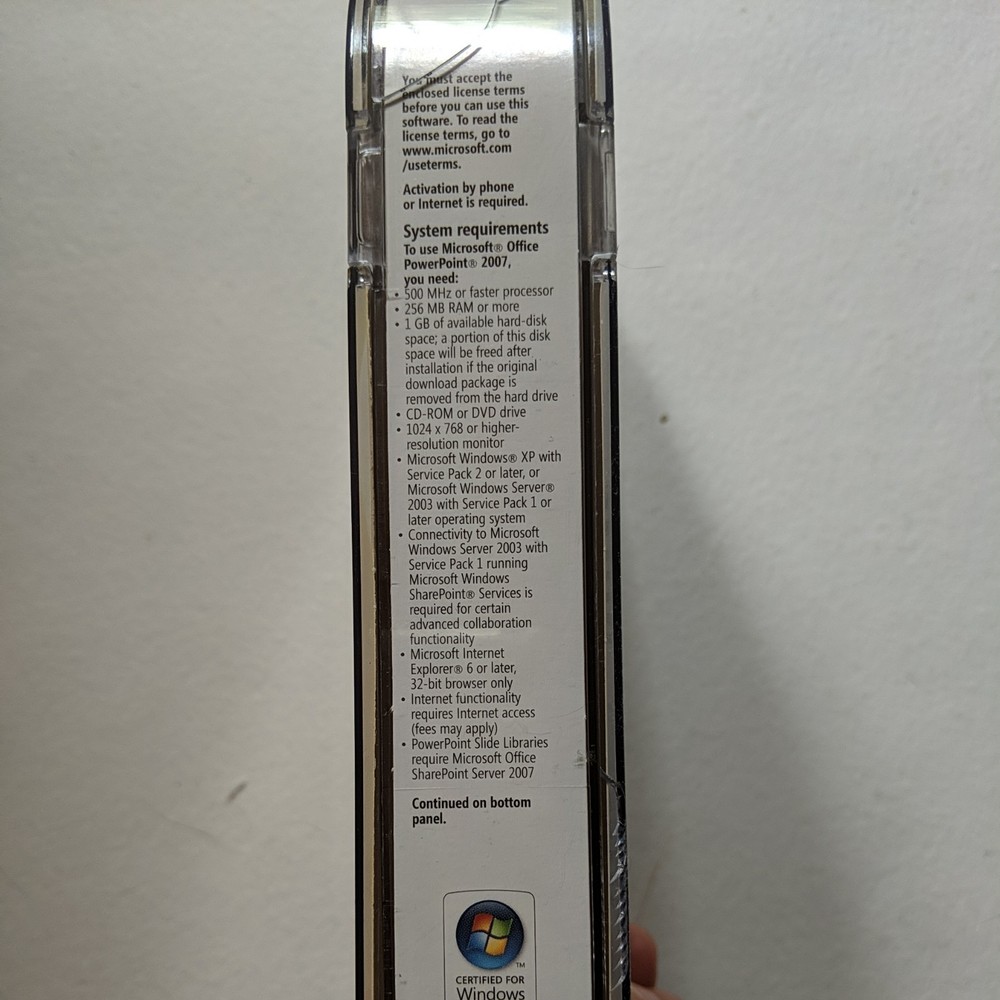 You must accept the
enclosed license terms
before you can use this
software. To read the
license terms, go to
www.microsoft.com
/useterms.
Activation by phone
or Internet is required.
System requirements
To use Microsoft® Office
PowerPoint® 2007,
you need:
• 500 MHz or faster processor
• 256 MB RAM or more
• 1 GB of available hard-disk
space; a portion of this disk
space will be freed after
installation if the original
download package is
removed from the hard drive
• CD-ROM or DVD drive
• 1024 x 768 or higher-
resolution monitor
• Microsoft Windows® XP with
Service Pack 2 or later, or
Microsoft Windows Server®
2003 with Service Pack 1 or
later operating system
• Connectivity to Microsoft
Windows Server 2003 with
Service Pack 1 running
Microsoft Windows
SharePoint® Services is
required for certain
advanced collaboration
functionality
• Microsoft Internet
Explorer® 6 or later,
32-bit browser only
• Internet functionality
requires Internet access
(fees may apply)
• PowerPoint Slide Libraries
require Microsoft Office
SharePoint Server 2007
Continued on bottom
panel.
TM
CERTIFIED FOR
Windows